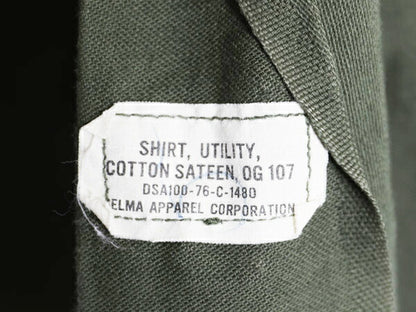 SHIRT, UTILITY,
COTTON SATEEN, OG 107
DSA100-76-C-1480
ELMA APPAREL CORPORATION